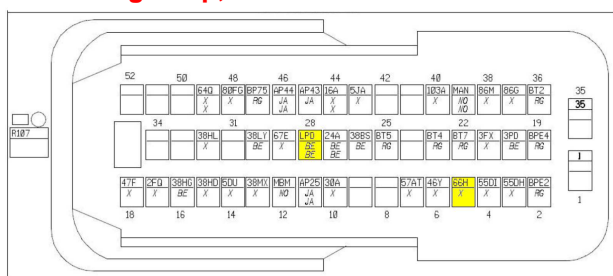 52 50 48 46 44 42 40 38 36 35
64Q 80FG BP75 AP44 AP43 16A 5JA 103A MAN 86M 86G BT2 35
X X RG JA JA X X X NO X X RG
X JA X NO
34 31 28 25 22 19
R107
38HL 38LY 67E LPD 24A 38BS BT5 BT4 BT7 3FX 3PD BPE4 1
X BE X BE BE BE RG RG RG X BE RG
BE BE
47F 2FQ 38HG 38HD 5DU 38MX MBM AP25 30A 57AT 46Y 66H 55DI 55DH BPE2
X X BE X X X NO JA X X X X X X RG
JA
18 16 14 12 10 8 6 4 2 1